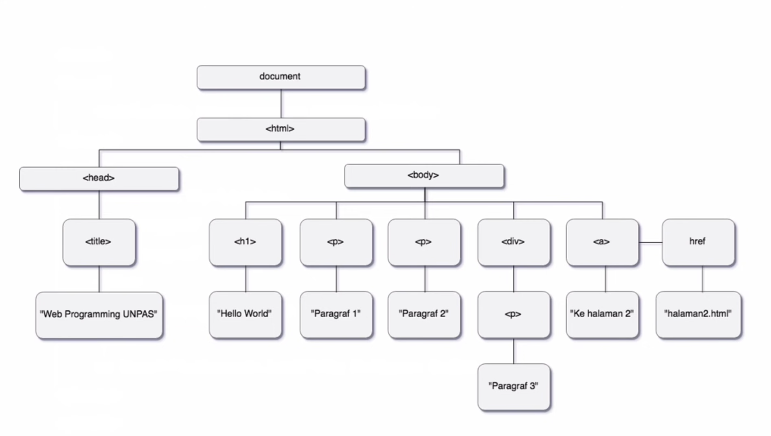 document
<html>
<head>
<body>
<title>
<h1>
<p>
<p>
<div>
<a>
href
"Web Programming UNPAS"
"Hello World"
"Paragraf 1"
"Paragraf 2"
<p>
"Ke halaman 2"
"halaman2.html"
"Paragraf 3"